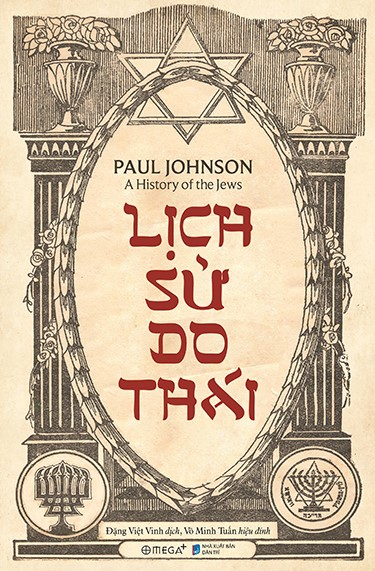 PAUL JOHNSON
A History of the Jews
LỊCH
SỬ
DO
THÁI
Đặng Việt Vinh dịch, Võ Minh Tuấn hiệu đính
OMEGA+
NHÀ XUẤT BẢN
DÂN TRÍ